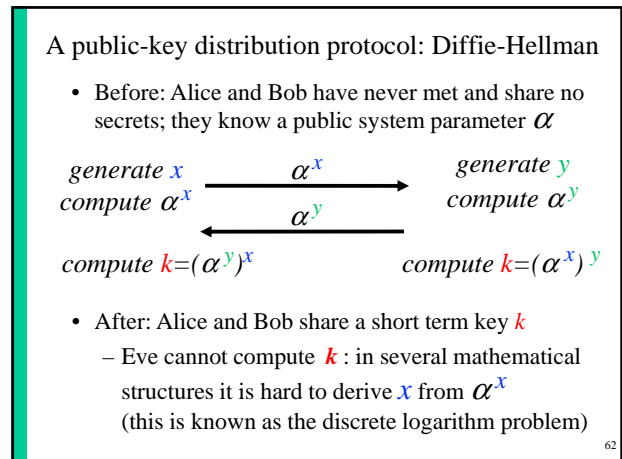 A public-key distribution protocol: Diffie-Hellman
• Before: Alice and Bob have never met and share no
secrets; they know a public system parameter α
generate x
compute α^x
α^x
generate y
compute α^y
α^y
compute k=(α^y)^x
compute k=(α^x)^y
• After: Alice and Bob share a short term key k
– Eve cannot compute k : in several mathematical
structures it is hard to derive x from α^x
(this is known as the discrete logarithm problem)
62